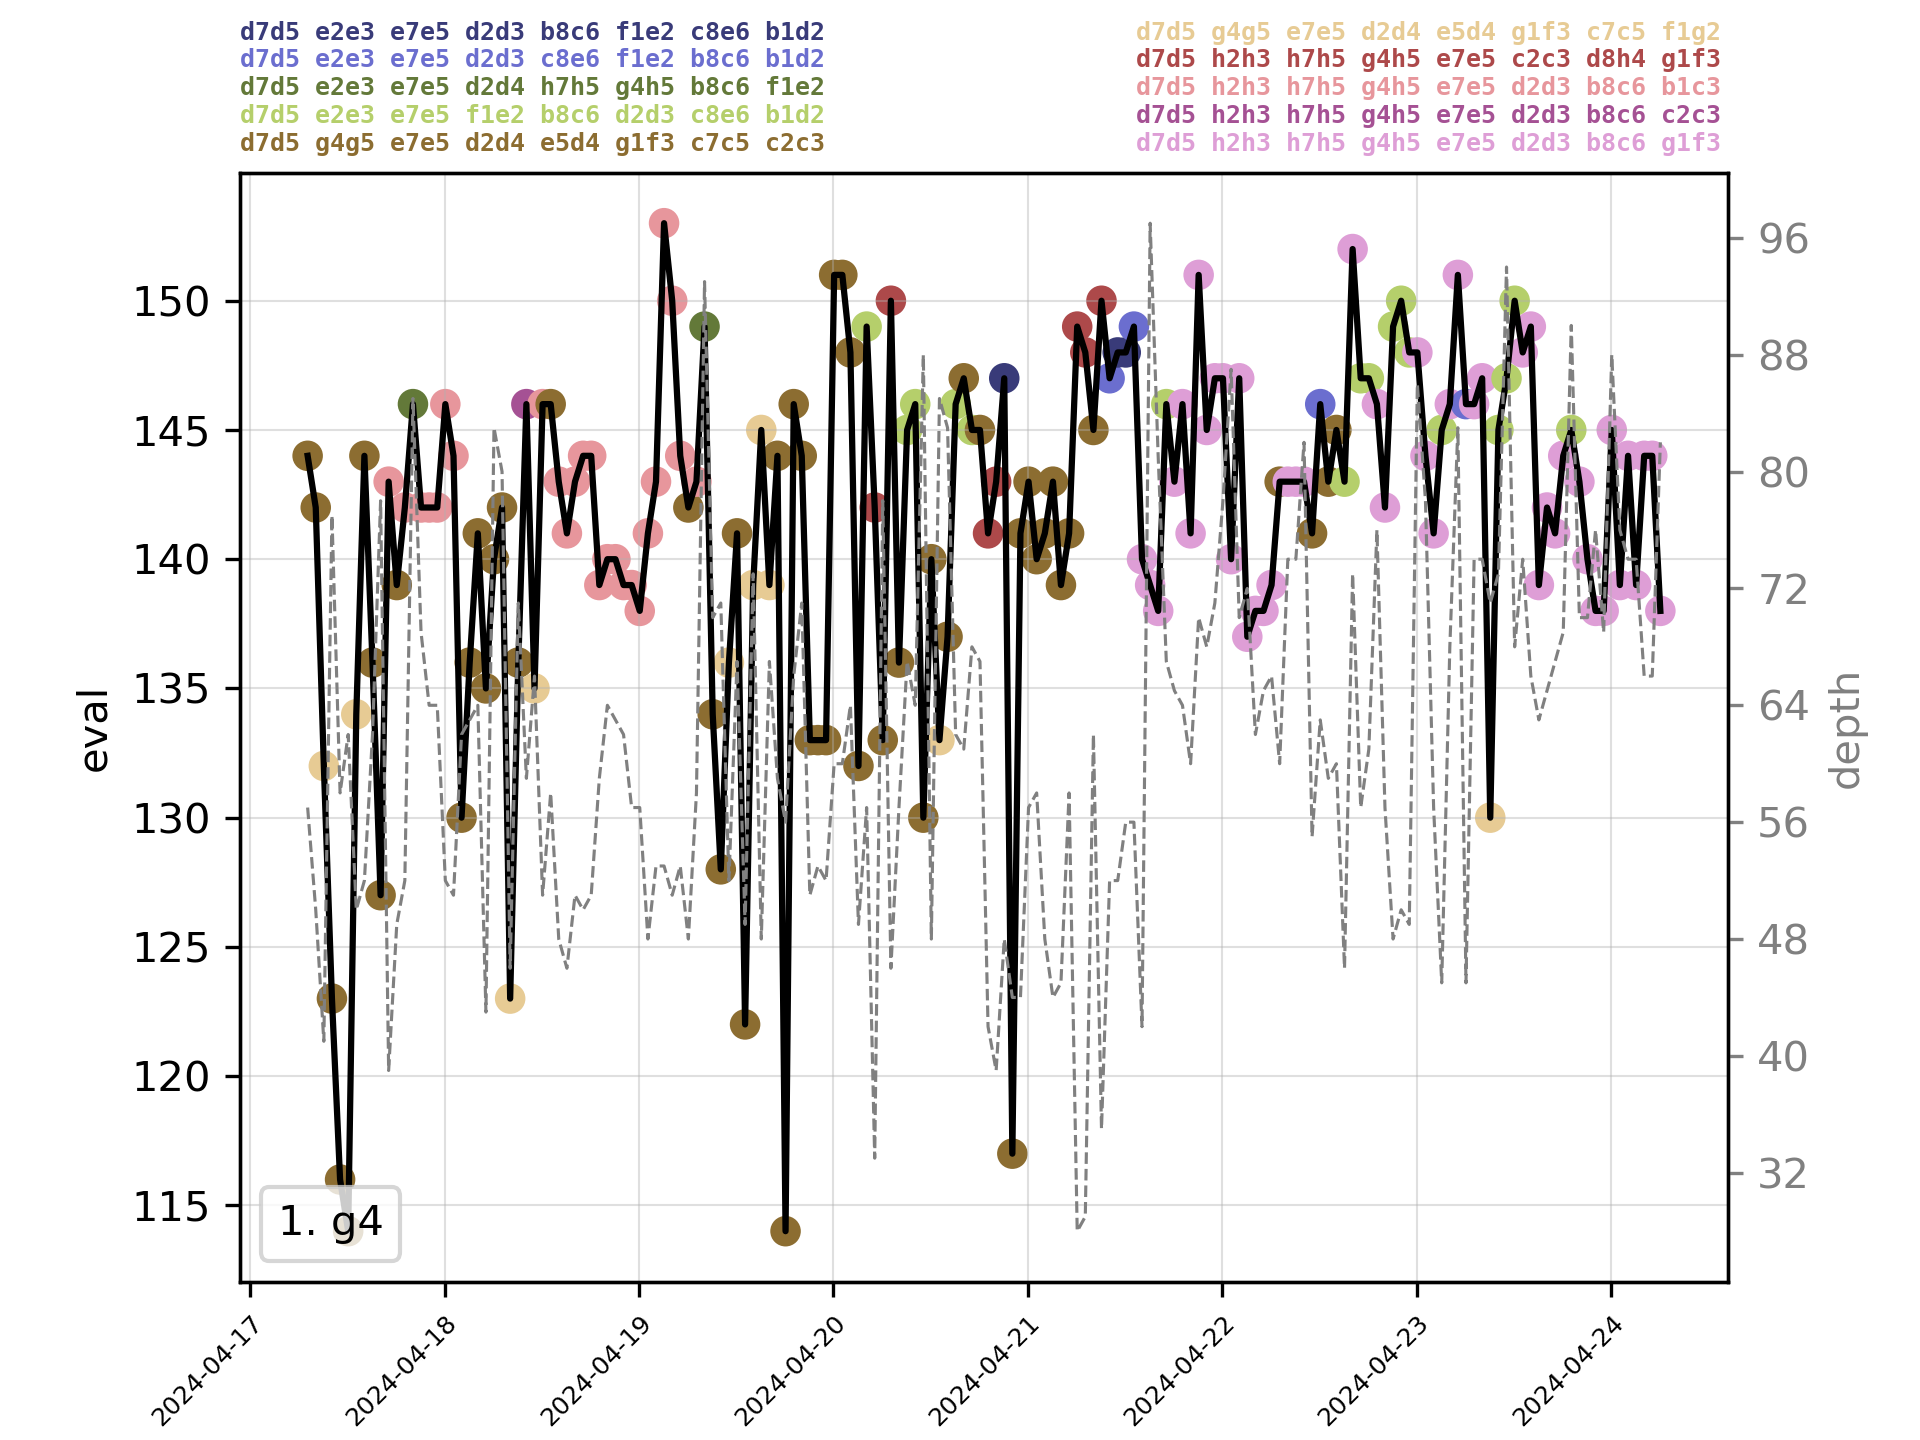 d7d5 e2e3 e7e5 d2d3 b8c6 f1e2 c8e6 b1d2
d7d5 e2e3 e7e5 d2d3 c8e6 f1e2 b8c6 b1d2
d7d5 e2e3 e7e5 d2d4 h7h5 g4h5 b8c6 f1e2
d7d5 e2e3 e7e5 f1e2 b8c6 d2d3 c8e6 b1d2
d7d5 g4g5 e7e5 d2d4 e5d4 g1f3 c7c5 c2c3
d7d5 g4g5 e7e5 d2d4 e5d4 g1f3 c7c5 f1g2
d7d5 h2h3 h7h5 g4h5 e7e5 c2c3 d8h4 g1f3
d7d5 h2h3 h7h5 g4h5 e7e5 d2d3 b8c6 b1c3
d7d5 h2h3 h7h5 g4h5 e7e5 d2d3 b8c6 c2c3
d7d5 h2h3 h7h5 g4h5 e7e5 d2d3 b8c6 g1f3
eval
150
145
140
135
130
125
120
115
1. g4
96
88
80
72
64
56
48
40
32
depth
2024-04-17
2024-04-18
2024-04-19
2024-04-20
2024-04-21
2024-04-22
2024-04-23
2024-04-24